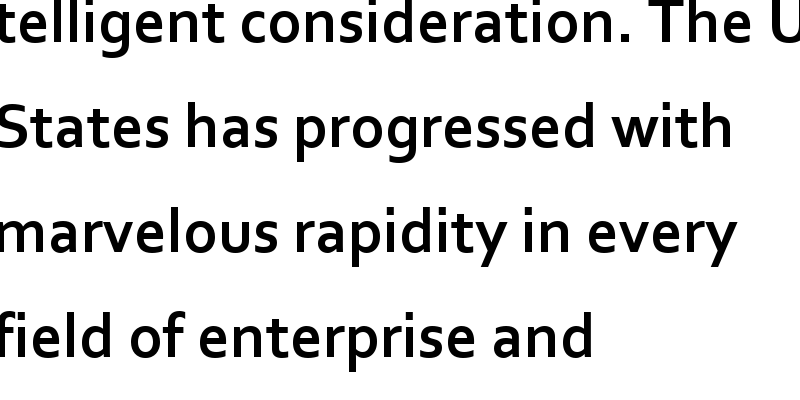 telligent consideration. The U
States has progressed with
marvelous rapidity in every
field of enterprise and